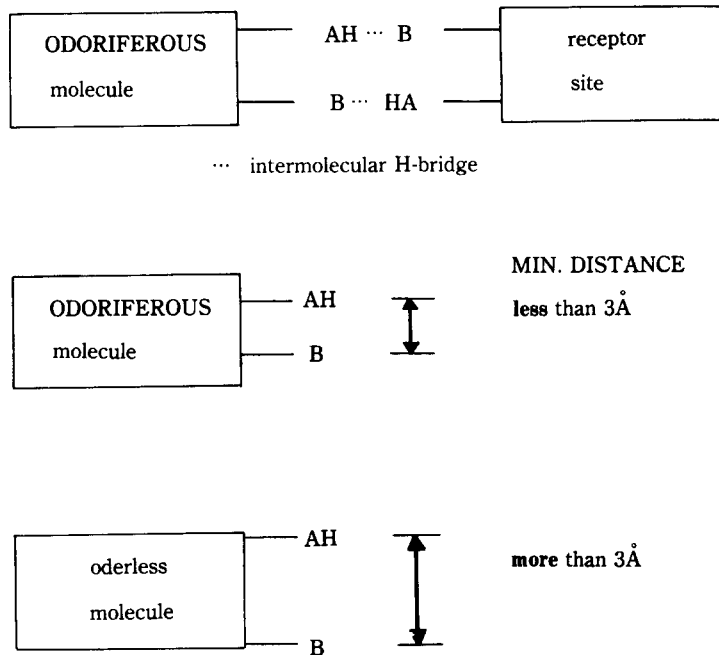 ODORIFEROUS
molecule
AH ··· B
B ··· HA
receptor
site
··· intermolecular H-bridge
MIN. DISTANCE
less than 3Å
ODORIFEROUS
molecule
AH
B
oderless
molecule
AH
B
more than 3Å